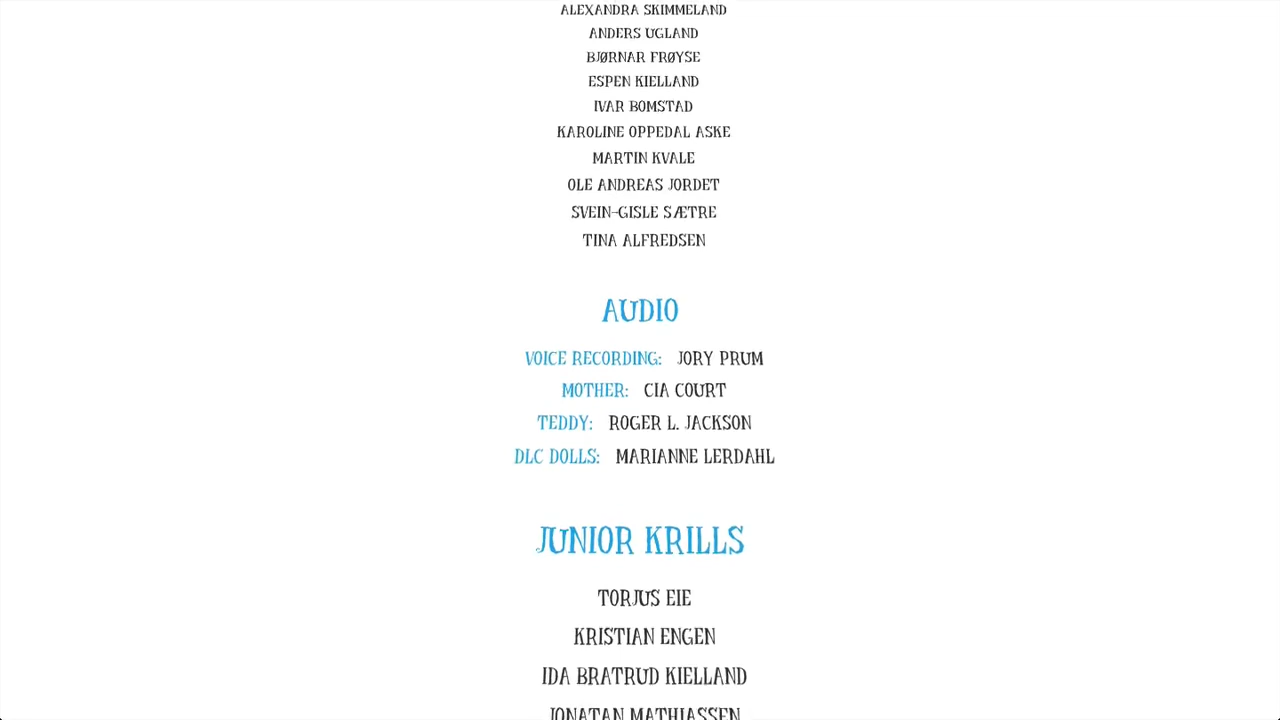 ALEXANDRA SKIMMELAND
ANDERS UGLAND
BJØRNAR FRØYSE
ESPEN KIELLAND
IVAR BOMSTAD
KAROLINE OPPEDAL ASKE
MARTIN KVALE
OLE ANDREAS JORDET
SVEIN-GISLE SÆTRE
TINA ALFREDSEN
AUDIO
VOICE RECORDING: JORY PRUM
MOTHER: CIA COURT
TEDDY: ROGER L. JACKSON
DLC DOLLS: MARIANNE LERDAHL
JUNIOR KRILLS
TORJUS EIE
KRISTIAN ENGEN
IDA BRATRUD KIELLAND
JONATAN MATHIASSEN